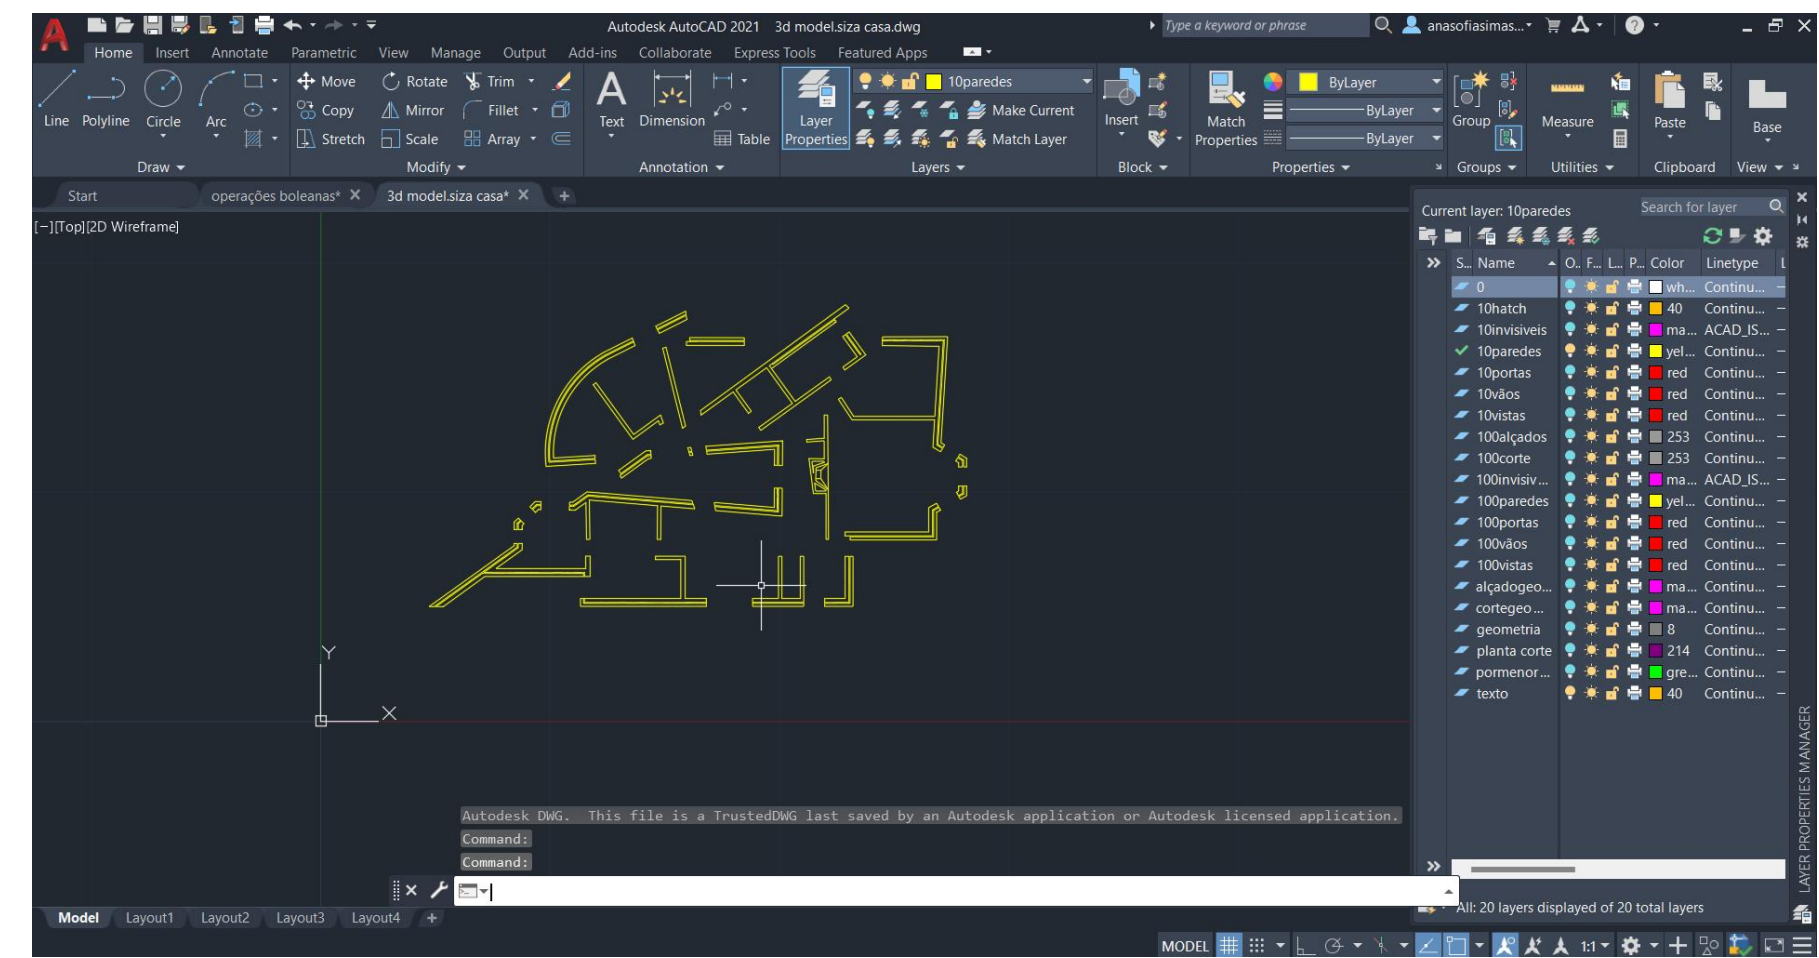 Autodesk AutoCAD 2021 3d model.siza casa.dwg
Type a keyword or phrase
anasofiasimas...
Home Insert Annotate Parametric View Manage Output Add-ins Collaborate Express Tools Featured Apps
Line Polyline Circle Arc
Move Rotate Trim
Copy Mirror Fillet
Stretch Scale Array
Text Dimension Table
Layer Properties
10paredes
Make Current
Match Layer
Insert
Match Properties
ByLayer
ByLayer
ByLayer
Group
Measure
Paste
Base
Draw Modify Annotation Layers Block Properties Groups Utilities Clipboard View
Start operações boleanas* 3d model.siza casa*
[−][Top][2D Wireframe]
Y
X
Current layer: 10paredes Search for layer
S... Name O.. F... L... P... Color Linetype L
0 wh... Continu...
10hatch 40 Continu...
10invisiveis ma... ACAD_IS...
10paredes yel... Continu...
10portas red Continu...
10vãos red Continu...
10vistas red Continu...
100alçados 253 Continu...
100corte 253 Continu...
100invisiv... ma... ACAD_IS...
100paredes yel... Continu...
100portas red Continu...
100vãos red Continu...
100vistas red Continu...
alçadogeo... ma... Continu...
cortegeo... ma... Continu...
geometria 8 Continu...
planta corte 214 Continu...
pormenor... gre... Continu...
texto 40 Continu...
LAYER PROPERTIES MANAGER
All: 20 layers displayed of 20 total layers
Autodesk DWG. This file is a TrustedDWG last saved by an Autodesk application or Autodesk licensed application.
Command:
Command:
Model Layout1 Layout2 Layout3 Layout4
MODEL 1:1